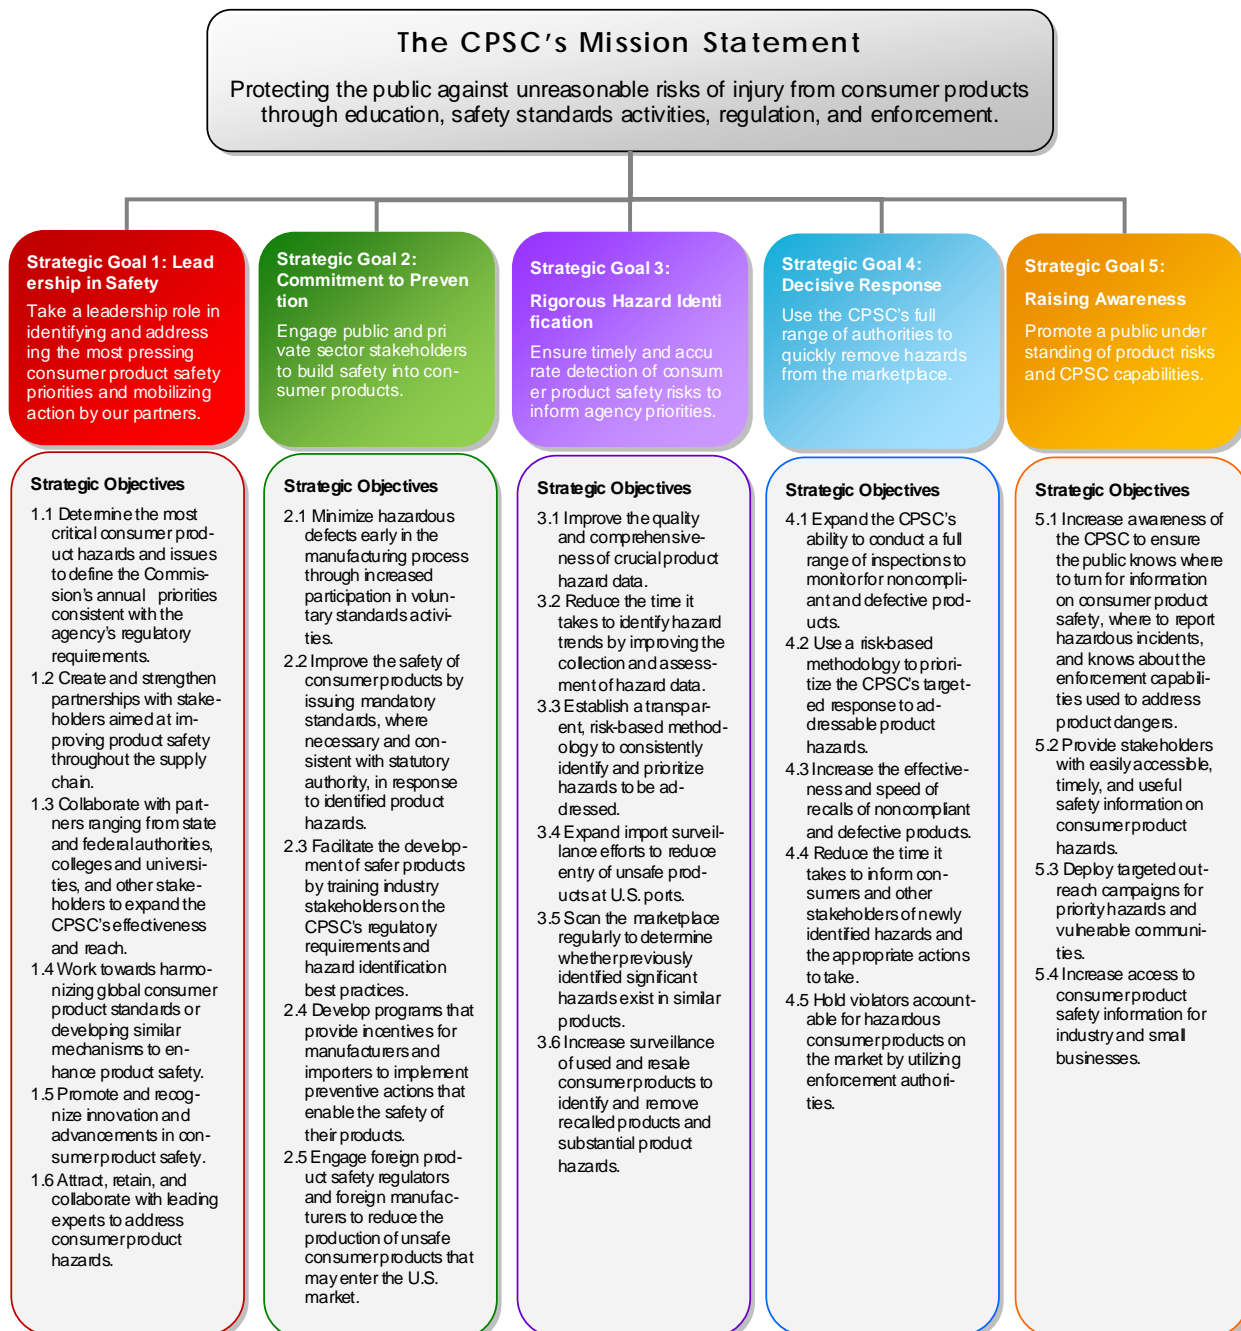 The CPSC's Mission Statement
Protecting the public against unreasonable risks of injury from consumer products
through education, safety standards activities, regulation, and enforcement.
Strategic Goal 1: Lead
ership in Safety
Take a leadership role in
identifying and address
ing the most pressing
consumer product safety
priorities and mobilizing
action by our partners.
Strategic Objectives
1.1 Determine the most
critical consumer prod-
uct hazards and issues
to define the Commis-
sion's annual priorities
consistent with the
agency's regulatory
requirements.
1.2 Create and strengthen
partnerships with stake-
holders aimed at im-
proving product safety
throughout the supply
chain.
1.3 Collaborate with part-
ners ranging from state
and federal authorities,
colleges and universi-
ties, and other stake-
holders to expand the
CPSC's effectiveness
and reach.
1.4 Work towards harmo-
nizing global consumer
product standards or
developing similar
mechanisms to en-
hance product safety.
1.5 Promote and recog-
nize innovation and
advancements in con-
sumer product safety.
1.6 Attract, retain, and
collaborate with leading
experts to address
consumer product
hazards.
Strategic Goal 2:
Commitment to Preven
tion
Engage public and pri
vate sector stakeholders
to build safety into con-
sumer products.
Strategic Objectives
2.1 Minimize hazardous
defects early in the
manufacturing process
through increased
participation in volun-
tary standards activi-
ties.
2.2 Improve the safety of
consumer products by
issuing mandatory
standards, where
necessary and con-
sistent with statutory
authority, in response
to identified product
hazards.
2.3 Facilitate the develop-
ment of safer products
by training industry
stakeholders on the
CPSC's regulatory
requirements and
hazard identification
best practices.
2.4 Develop programs that
provide incentives for
manufacturers and
importers to implement
preventive actions that
enable the safety of
their products.
2.5 Engage foreign prod-
uct safety regulators
and foreign manufac-
turers to reduce the
production of unsafe
consumer products that
may enter the U.S.
market.
Strategic Goal 3:
Rigorous Hazard Identi
fication
Ensure timely and accu
rate detection of consum
er product safety risks to
inform agency priorities.
Strategic Objectives
3.1 Improve the quality
and comprehensive-
ness of crucial product
hazard data.
3.2 Reduce the time it
takes to identify hazard
trends by improving the
collection and assess-
ment of hazard data.
3.3 Establish a transpar-
ent, risk-based method-
ology to consistently
identify and prioritize
hazards to be ad-
dressed.
3.4 Expand import surveil-
lance efforts to reduce
entry of unsafe prod-
ucts at U.S. ports.
3.5 Scan the marketplace
regularly to determine
whether previously
identified significant
hazards exist in similar
products.
3.6 Increase surveillance
of used and resale
consumer products to
identify and remove
recalled products and
substantial product
hazards.
Strategic Goal 4:
Decisive Response
Use the CPSC's full
range of authorities to
quickly remove hazards
from the marketplace.
Strategic Objectives
4.1 Expand the CPSC's
ability to conduct a full
range of inspections to
monitor for noncompli-
ant and defective prod-
ucts.
4.2 Use a risk-based
methodology to priori-
tize the CPSC's target-
ed response to ad-
dressable product
hazards.
4.3 Increase the effective-
ness and speed of
recalls of noncompliant
and defective products.
4.4 Reduce the time it
takes to inform con-
sumers and other
stakeholders of newly
identified hazards and
the appropriate actions
to take.
4.5 Hold violators account-
able for hazardous
consumer products on
the market by utilizing
enforcement authori-
ties.
Strategic Goal 5:
Raising Awareness
Promote a public under
standing of product risks
and CPSC capabilities.
Strategic Objectives
5.1 Increase awareness of
the CPSC to ensure
the public knows where
to turn for information
on consumer product
safety, where to report
hazardous incidents,
and knows about the
enforcement capabili-
ties used to address
product dangers.
5.2 Provide stakeholders
with easily accessible,
timely, and useful
safety information on
consumer product
hazards.
5.3 Deploy targeted out-
reach campaigns for
priority hazards and
vulnerable communi-
ties.
5.4 Increase access to
consumer product
safety information for
industry and small
businesses.